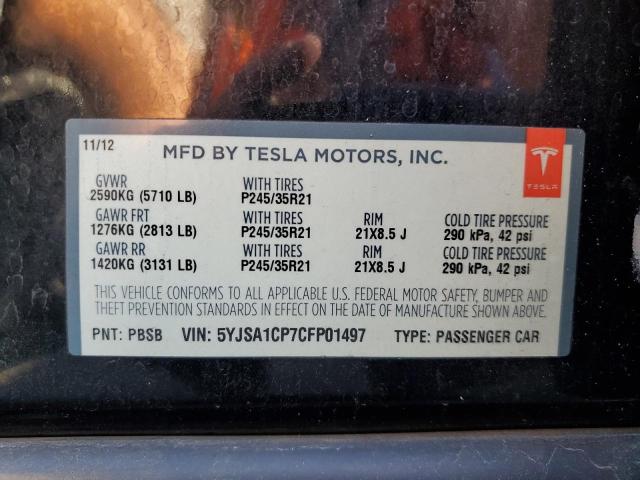 11/12
MFD BY TESLA MOTORS, INC.
TESLA
GVWR WITH TIRES
2590KG (5710 LB) P245/35R21
GAWR FRT WITH TIRES RIM COLD TIRE PRESSURE
1276KG (2813 LB) P245/35R21 21X8.5 J 290 kPa, 42 psi
GAWR RR WITH TIRES RIM COLD TIRE PRESSURE
1420KG (3131 LB) P245/35R21 21X8.5 J 290 kPa, 42 psi
THIS VEHICLE CONFORMS TO ALL APPLICABLE U.S. FEDERAL MOTOR SAFETY, BUMPER AND
THEFT PREVENTION STANDARDS IN EFFECT ON THE DATE OF MANUFACTURE SHOWN ABOVE.
PNT: PBSB VIN: 5YJSA1CP7CFP01497 TYPE: PASSENGER CAR